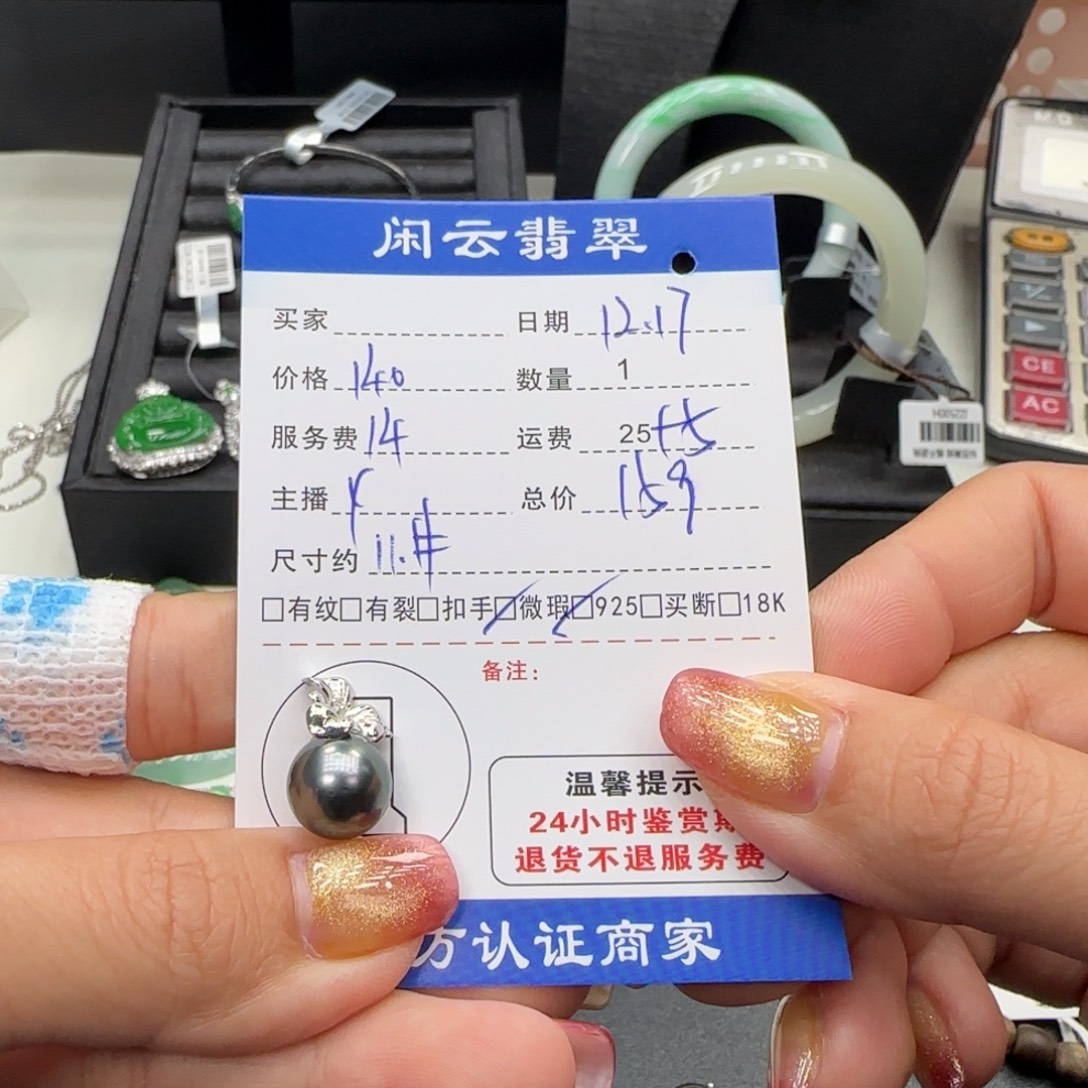 闲云翡翠
买家 日期 12.17
价格 140 数量 1
服务费 14 运费 25+5
主播 总价 159
尺寸约
□有纹□有裂□扣手□微瑕□925□买断□18K
备注:
温馨提示
24小时鉴赏期
退货不退服务费
方认证商家
CE
AC